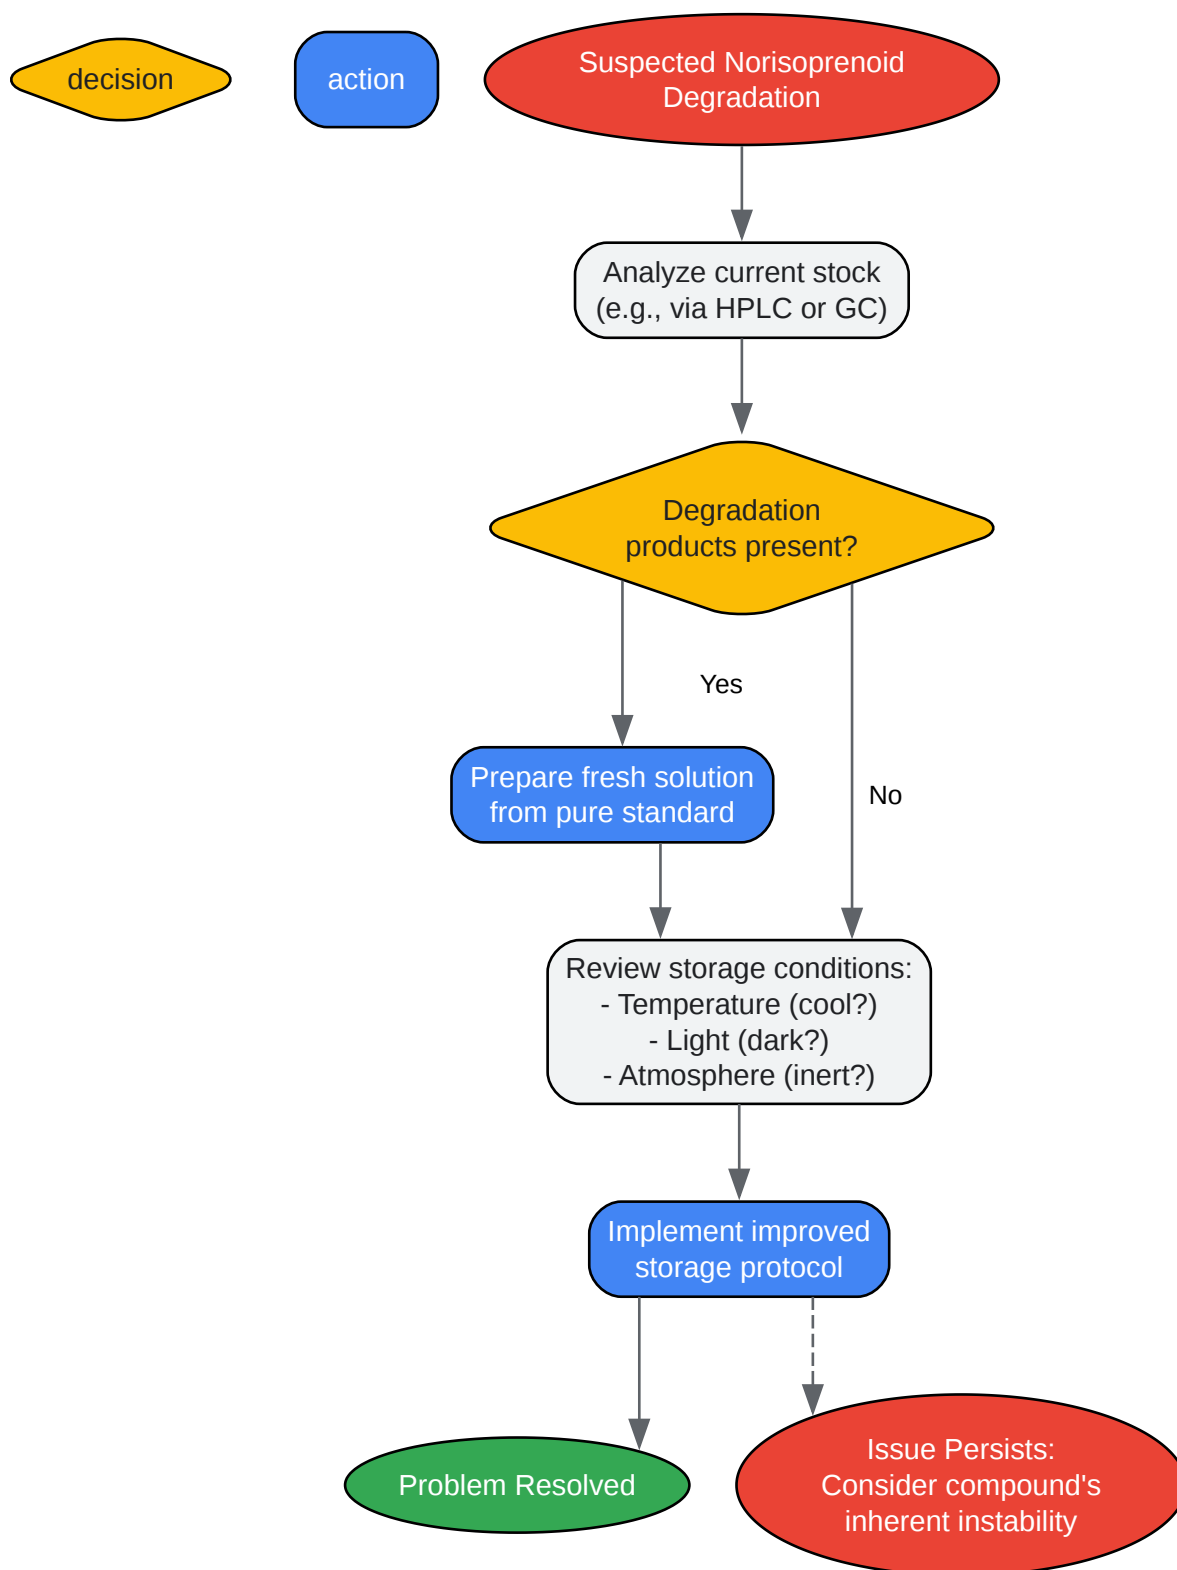 decision
action
Suspected Norisoprenoid
Degradation
Analyze current stock
(e.g., via HPLC or GC)
Degradation
products present?
Yes
Prepare fresh solution
from pure standard
No
Review storage conditions:
- Temperature (cool?)
- Light (dark?)
- Atmosphere (inert?)
Implement improved
storage protocol
Problem Resolved
Issue Persists:
Consider compound's
inherent instability